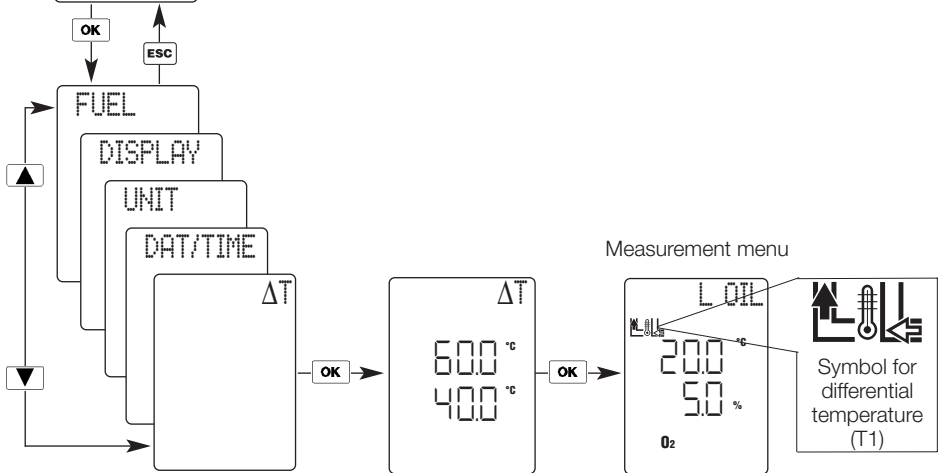 OK
ESC
FUEL
DISPLAY
UNIT
DAT/TIME
ΔT
OK
ΔT
60.0 °C
40.0 °C
OK
Measurement menu
L OIL
20.0 °C
5.0 %
O₂
Symbol for
differential
temperature
(T1)